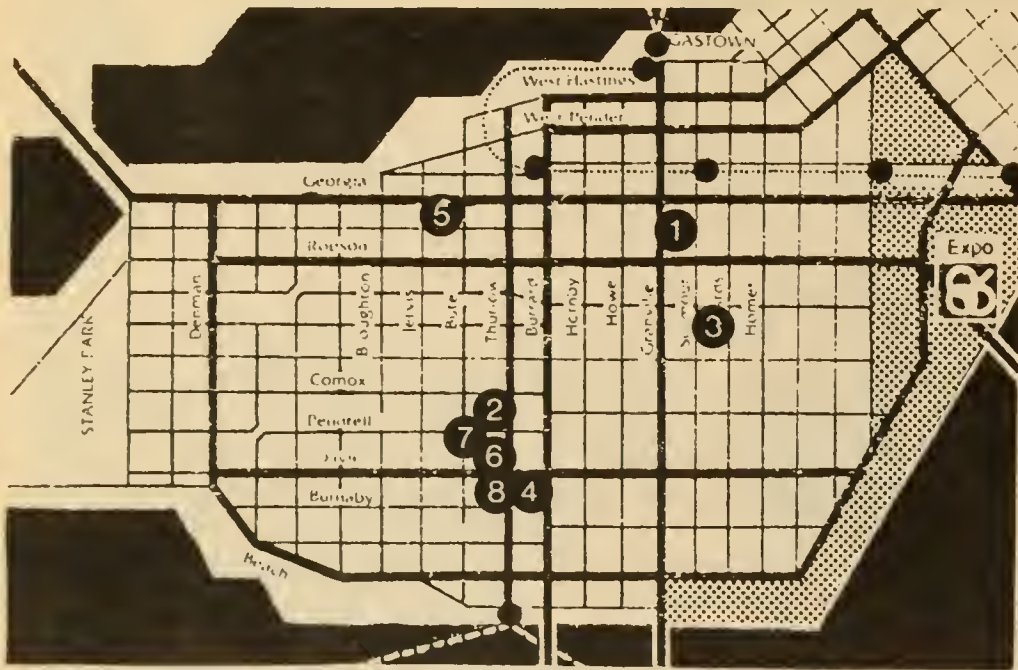 GASTOWN
West Hastings
West Pender
Georgia
5
1
Robson
Expo
86
STANLEY PARK
Denman
Broughton
Jervis
Bute
Thurlow
Burrard
Hornby
Howe
Granville
Homer
3
Comox
2
Pendrell
7
6
Burnaby
8
4
Beach